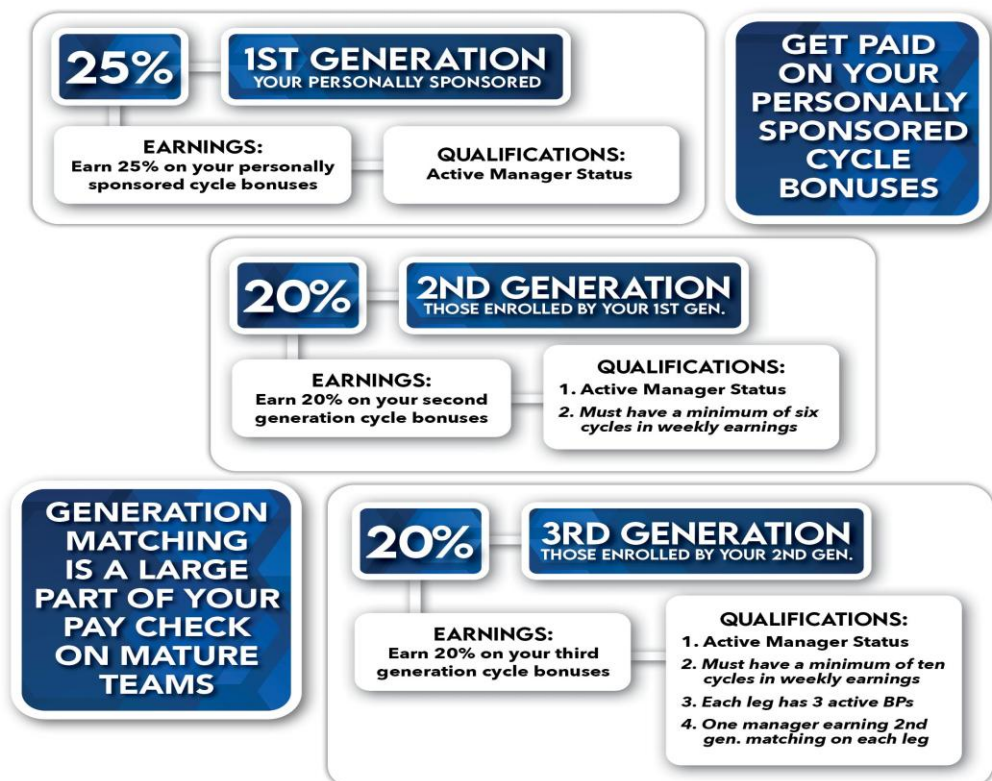 25%
1ST GENERATION
YOUR PERSONALLY SPONSORED
EARNINGS:
Earn 25% on your personally
sponsored cycle bonuses
QUALIFICATIONS:
Active Manager Status
GET PAID
ON YOUR
PERSONALLY
SPONSORED
CYCLE
BONUSES
20%
2ND GENERATION
THOSE ENROLLED BY YOUR 1ST GEN.
EARNINGS:
Earn 20% on your second
generation cycle bonuses
QUALIFICATIONS:
1. Active Manager Status
2. Must have a minimum of six
cycles in weekly earnings
GENERATION
MATCHING
IS A LARGE
PART OF YOUR
PAY CHECK
ON MATURE
TEAMS
20%
3RD GENERATION
THOSE ENROLLED BY YOUR 2ND GEN.
EARNINGS:
Earn 20% on your third
generation cycle bonuses
QUALIFICATIONS:
1. Active Manager Status
2. Must have a minimum of ten
cycles in weekly earnings
3. Each leg has 3 active BPs
4. One manager earning 2nd
gen. matching on each leg